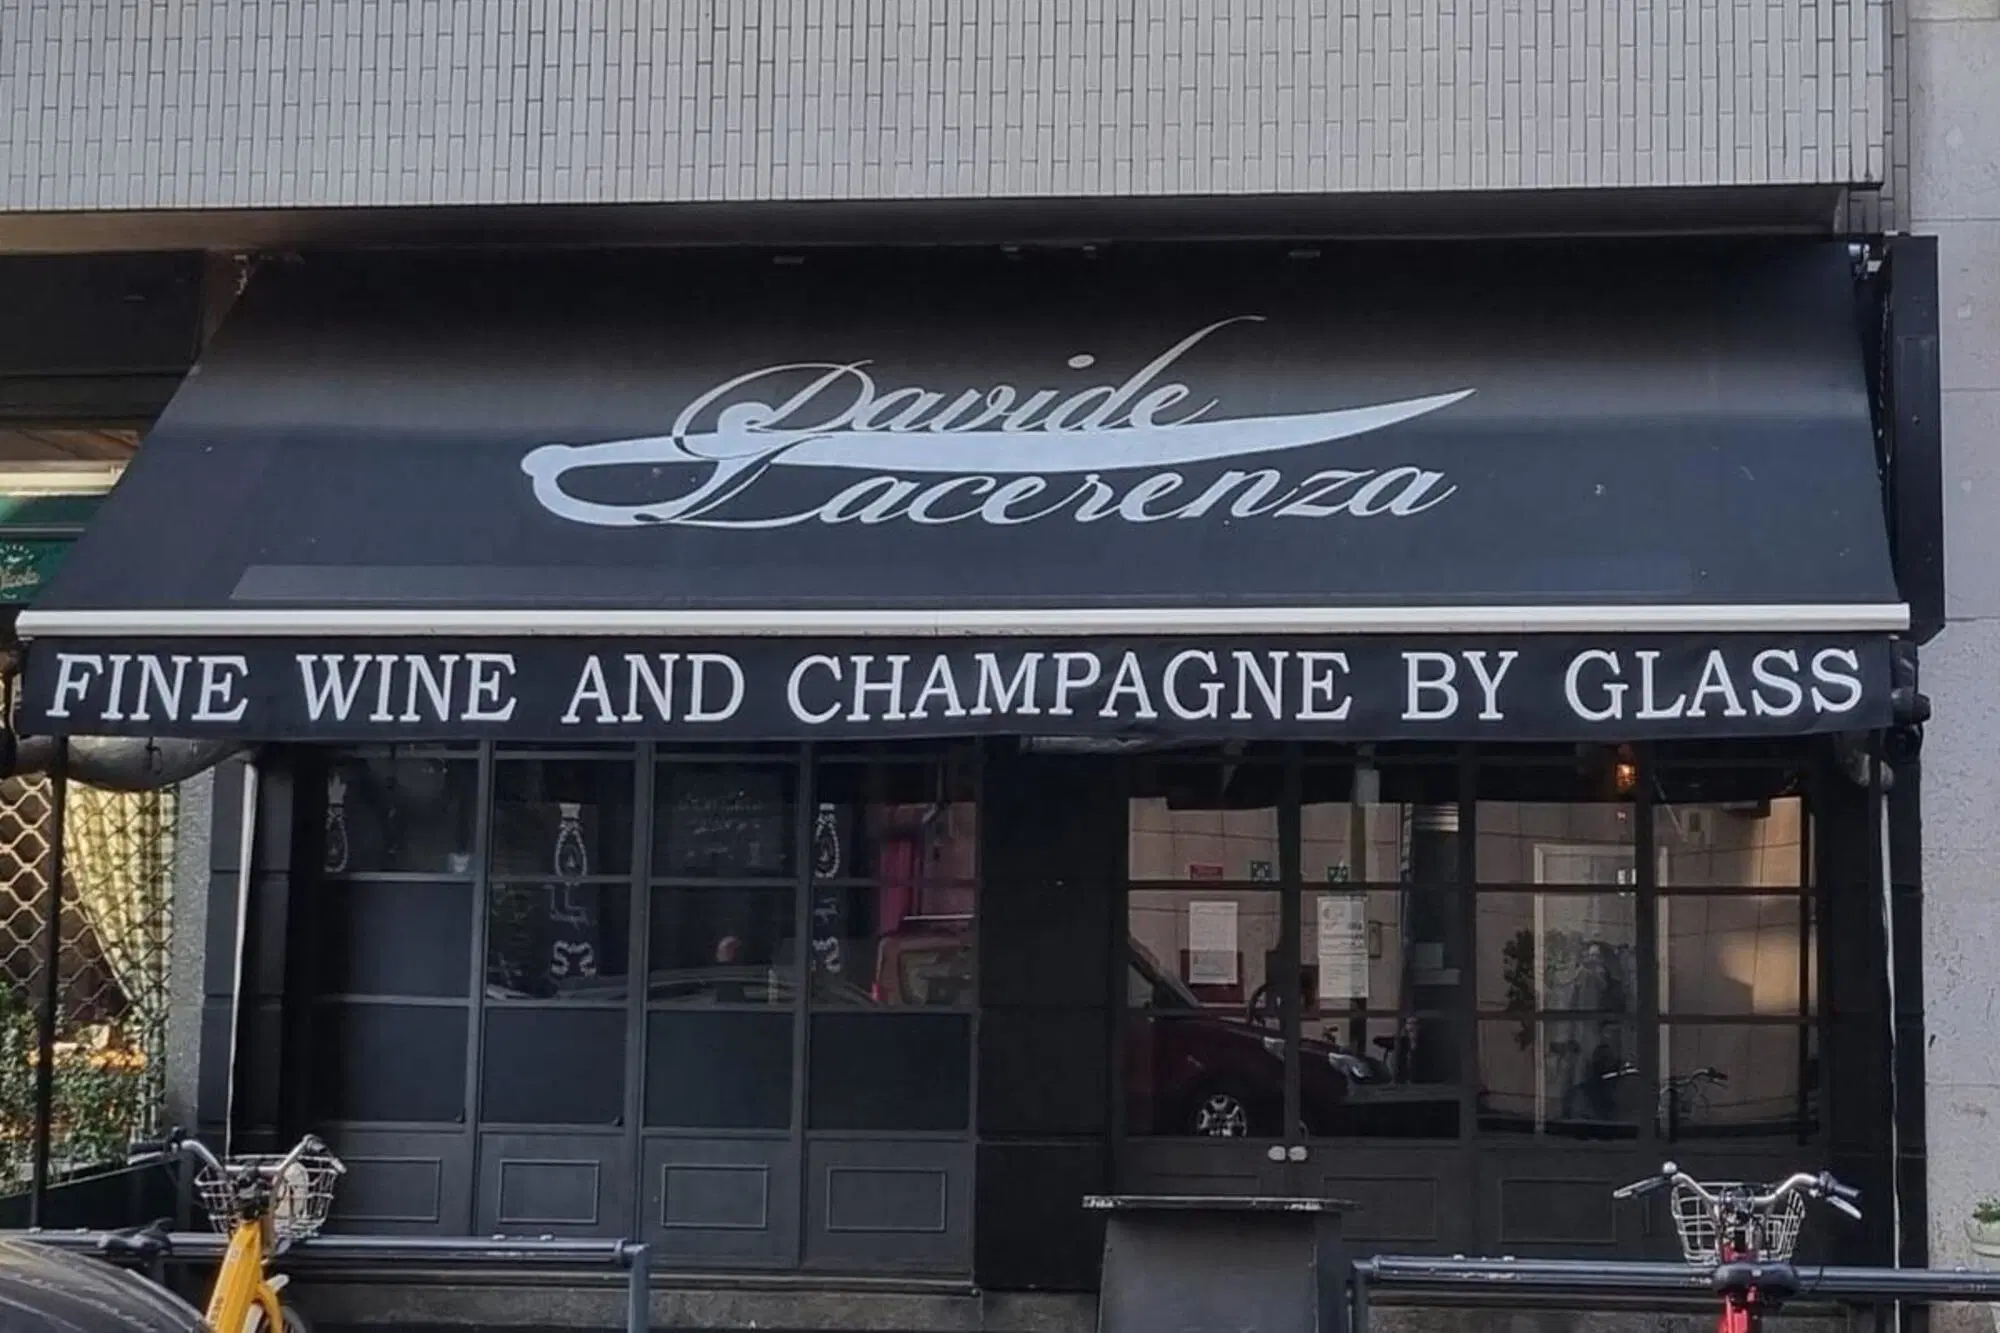 Davide
Lacerenza
FINE WINE AND CHAMPAGNE BY GLASS